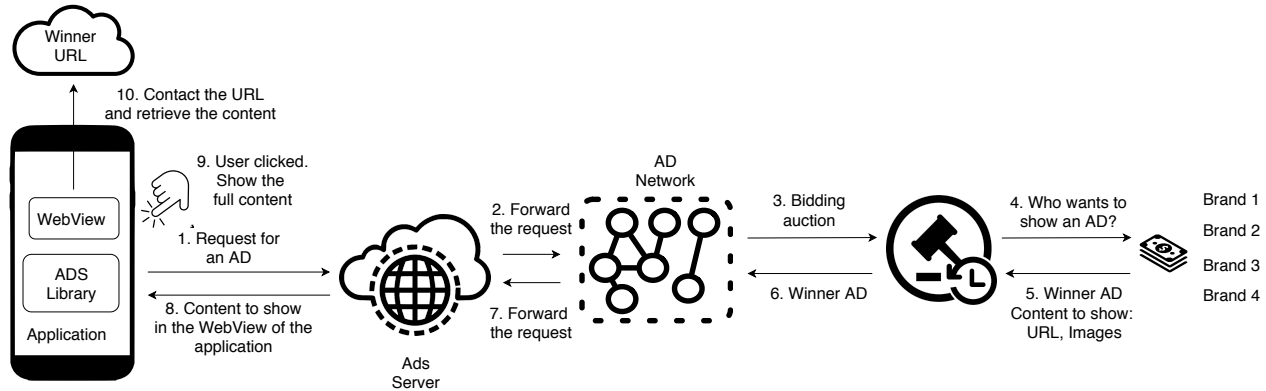 Winner
URL
10. Contact the URL
and retrieve the content
9. User clicked.
Show the
full content
WebView
ADS
Library
Application
1. Request for
an AD
8. Content to show
in the WebView of the
application
Ads
Server
2. Forward
the request
7. Forward
the request
AD
Network
3. Bidding
auction
6. Winner AD
4. Who wants to
show an AD?
5. Winner AD
Content to show:
URL, Images
Brand 1
Brand 2
Brand 3
Brand 4